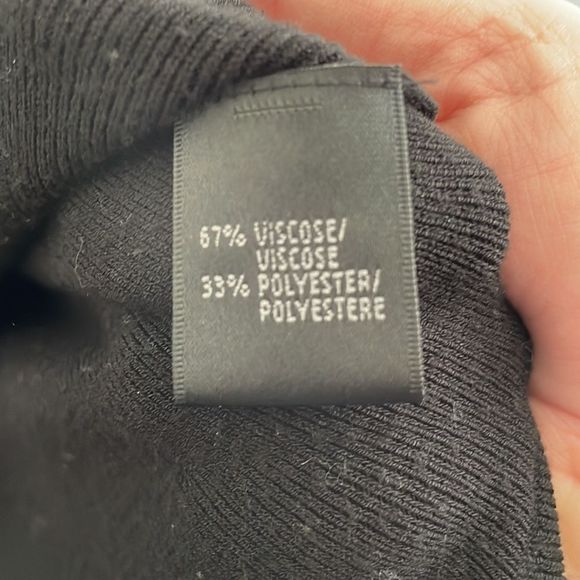 67% VISCOSE/
VISCOSE
33% POLYESTER/
POLYESTERE